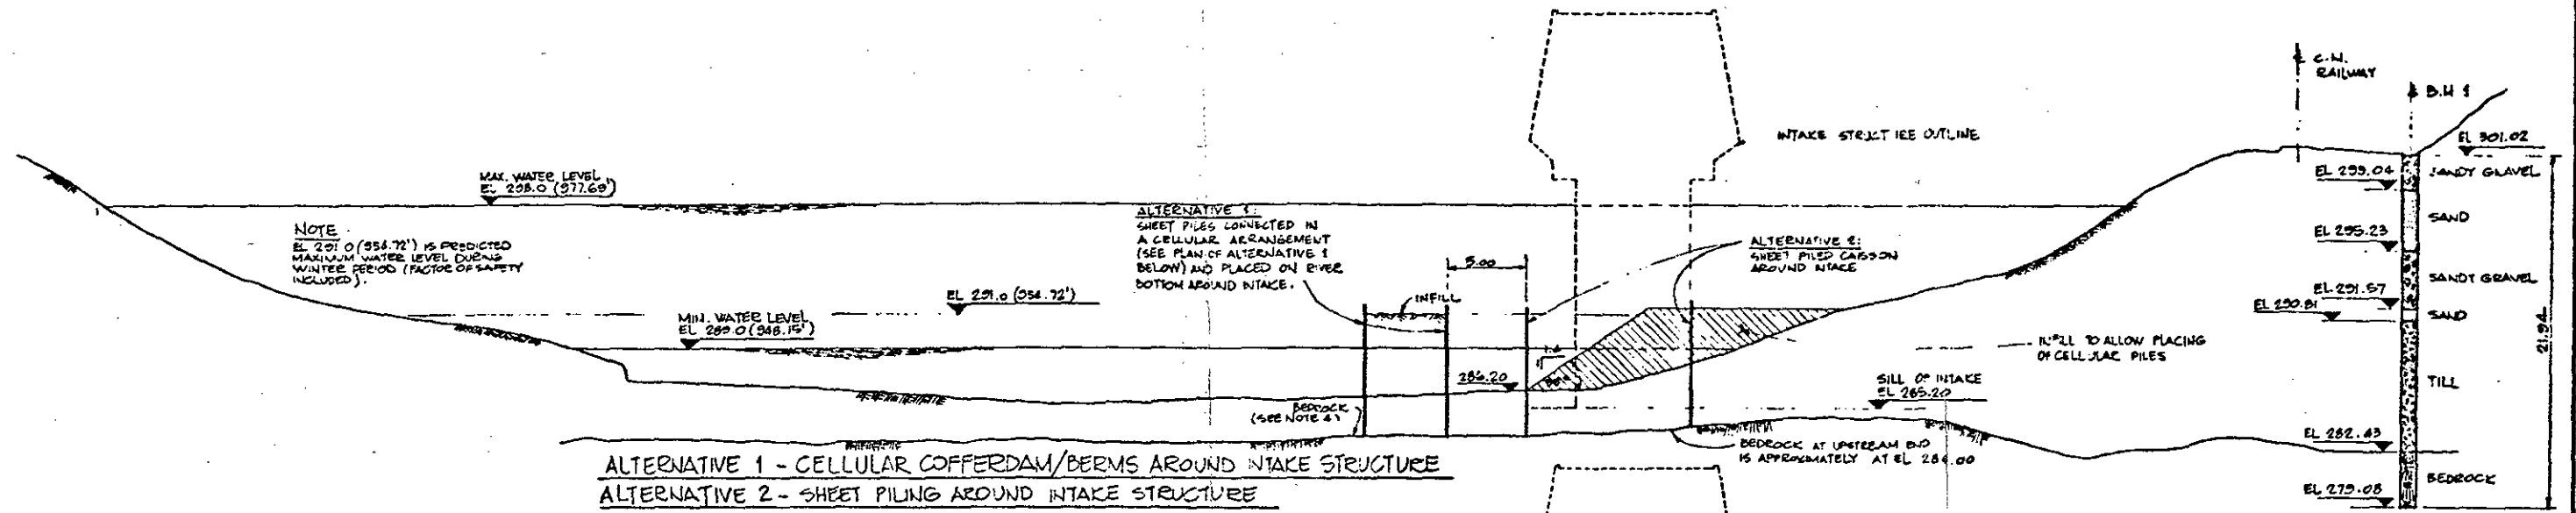 C.N.
RAILWAY
B.H 1
INTAKE STRUCTURE OUTLINE
EL 301.02
MAX. WATER LEVEL
EL 298.0 (977.69')
EL 299.04
SANDY GRAVEL
NOTE
EL 291.0 (954.72') IS PREDICTED
MAXIMUM WATER LEVEL DURING
WINTER PERIOD (FACTOR OF SAFETY
INCLUDED).
ALTERNATIVE 1:
SHEET PILES CONNECTED IN
A CELLULAR ARRANGEMENT
(SEE PLAN OF ALTERNATIVE 1
BELOW) AND PLACED ON RIVER
BOTTOM AROUND INTAKE.
ALTERNATIVE 2:
SHEET PILED CAISSON
AROUND INTAKE
SAND
EL 295.23
5.00
SANDY GRAVEL
EL 291.0 (954.72')
INFILL
EL 291.57
EL 290.81
SAND
MIN. WATER LEVEL
EL 289.0 (948.15')
INFILL TO ALLOW PLACING
OF CELLULAR PILES
21.94
286.20
SILL OF INTAKE
EL 285.20
TILL
BEDROCK
(SEE NOTE 4)
BEDROCK AT UPSTREAM END
IS APPROXIMATELY AT EL 284.00
EL 282.43
ALTERNATIVE 1 - CELLULAR COFFERDAM/BERMS AROUND INTAKE STRUCTURE
ALTERNATIVE 2 - SHEET PILING AROUND INTAKE STRUCTURE
BEDROCK
EL 279.08